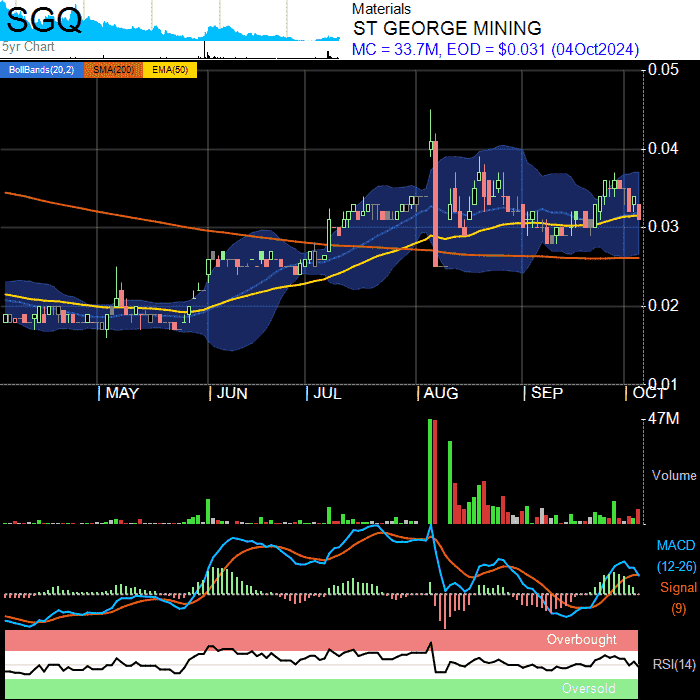 SGQ
5yr Chart
Materials
ST GEORGE MINING
MC = 33.7M, EOD = $0.031 (04Oct2024)
BollBands(20,2) SMA(200) EMA(50)
0.05
0.04
0.03
0.02
0.01
MAY JUN JUL AUG SEP OCT
47M
Volume
MACD
(12-26)
Signal
(9)
Overbought
RSI(14)
Oversold